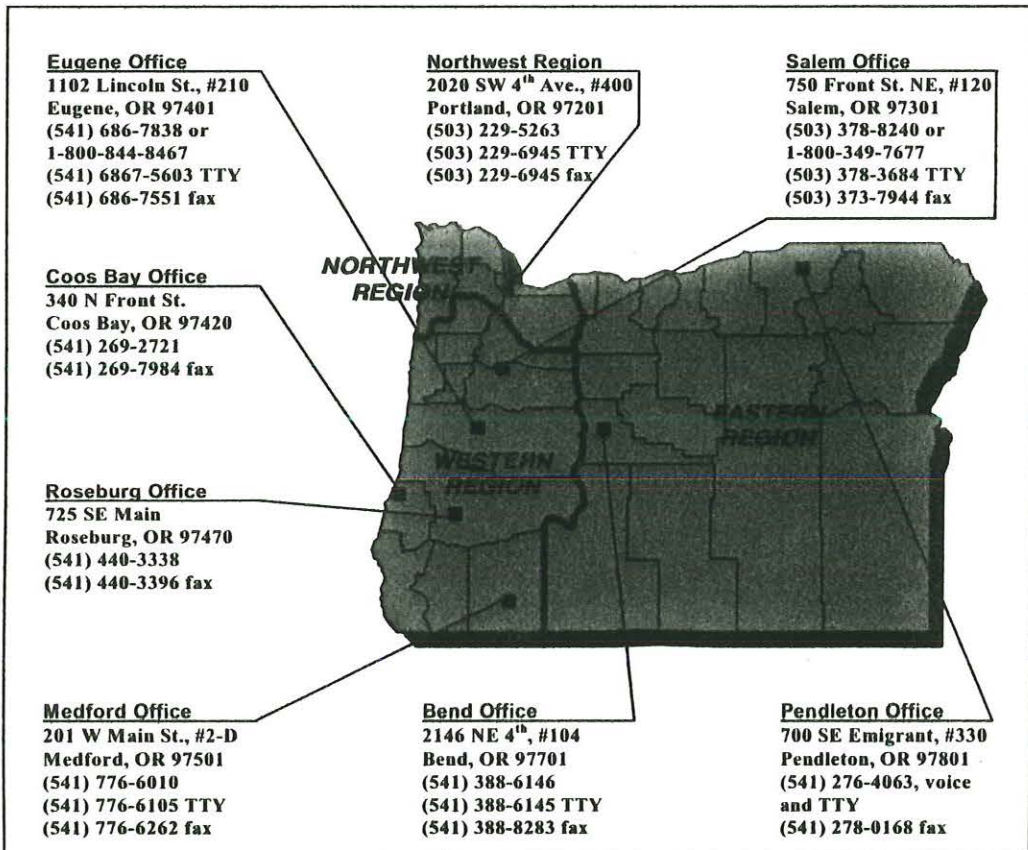 Eugene Office
1102 Lincoln St., #210
Eugene, OR 97401
(541) 686-7838 or
1-800-844-8467
(541) 6867-5603 TTY
(541) 686-7551 fax
Northwest Region
2020 SW 4th Ave., #400
Portland, OR 97201
(503) 229-5263
(503) 229-6945 TTY
(503) 229-6945 fax
Salem Office
750 Front St. NE, #120
Salem, OR 97301
(503) 378-8240 or
1-800-349-7677
(503) 378-3684 TTY
(503) 373-7944 fax
Coos Bay Office
340 N Front St.
Coos Bay, OR 97420
(541) 269-2721
(541) 269-7984 fax
NORTHWEST
REGION
EASTERN
REGION
WESTERN
REGION
Roseburg Office
725 SE Main
Roseburg, OR 97470
(541) 440-3338
(541) 440-3396 fax
Medford Office
201 W Main St., #2-D
Medford, OR 97501
(541) 776-6010
(541) 776-6105 TTY
(541) 776-6262 fax
Bend Office
2146 NE 4th, #104
Bend, OR 97701
(541) 388-6146
(541) 388-6145 TTY
(541) 388-8283 fax
Pendleton Office
700 SE Emigrant, #330
Pendleton, OR 97801
(541) 276-4063, voice
and TTY
(541) 278-0168 fax